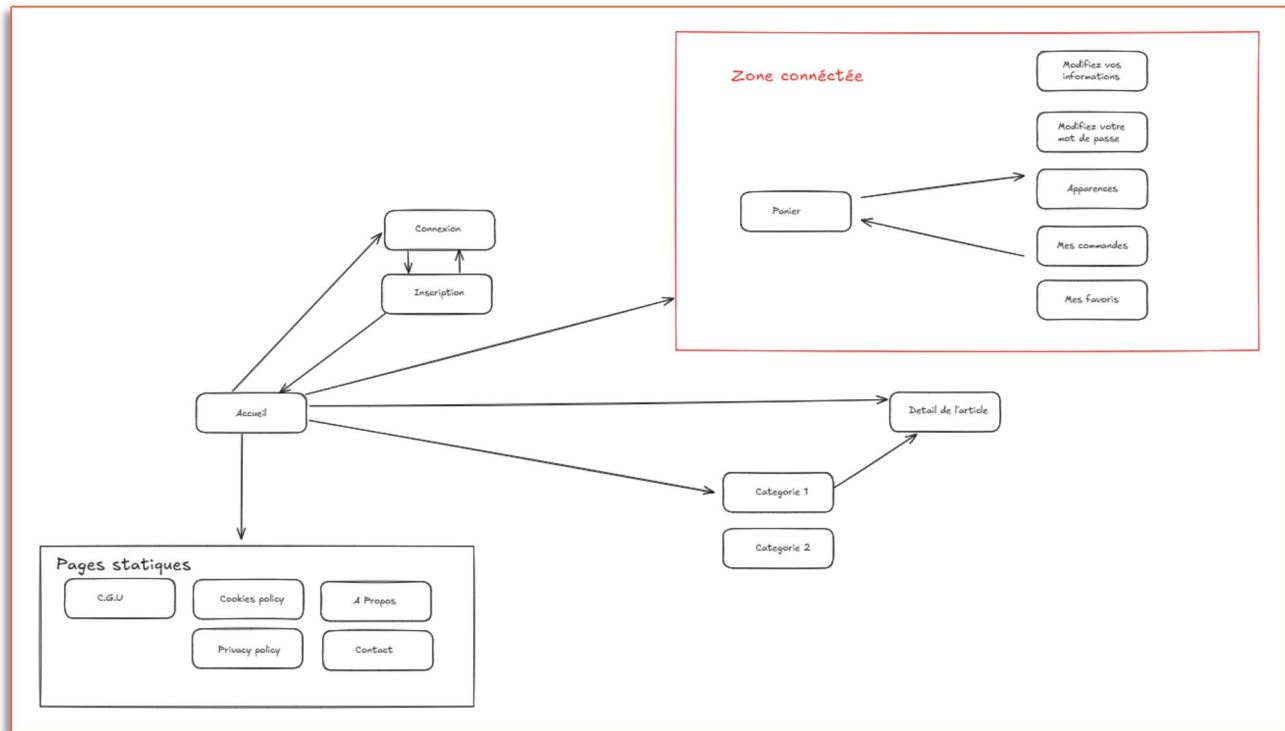 Zone connéctée
Modifiez vos
informations
Modifiez votre
mot de passe
Panier
Apparences
Mes commandes
Mes favoris
Connexion
Inscription
Accueil
Detail de l'article
Categorie 1
Categorie 2
Pages statiques
C.G.U
Cookies policy
A Propos
Privacy policy
Contact